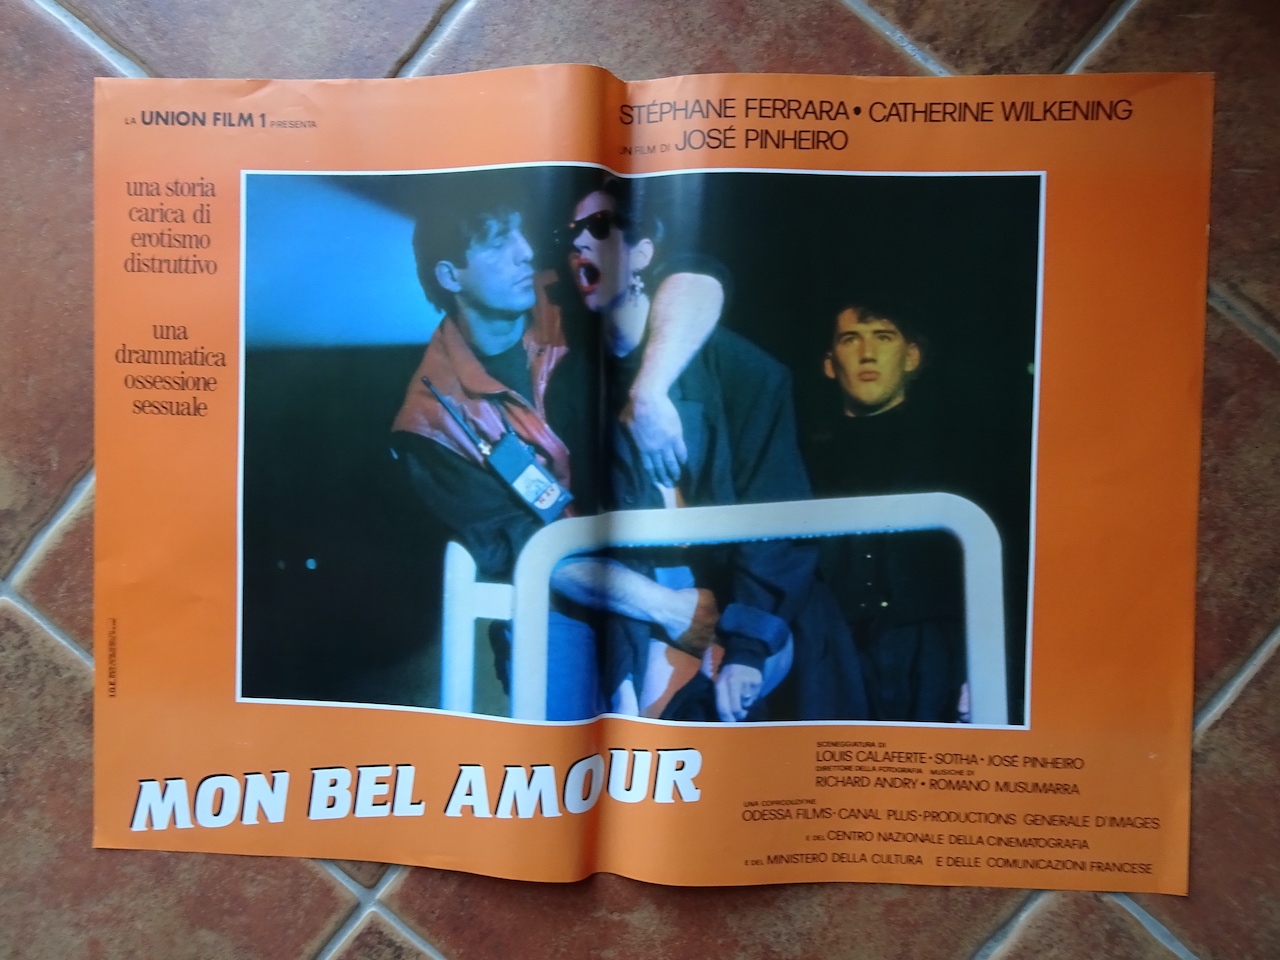 LA UNION FILM 1 PRESENTA
STÉPHANE FERRARA • CATHERINE WILKENING
UN FILM DI JOSÉ PINHEIRO
una storia
carica di
erotismo
distruttivo
una
drammatica
ossessione
sessuale
MON BEL AMOUR
SCENEGGIATURA DI
LOUIS CALAFERTE • SOTHA • JOSÉ PINHEIRO
DIRETTORE DELLA FOTOGRAFIA MUSICHE DI
RICHARD ANDRY • ROMANO MUSUMARRA
UNA COPRODUZIONE
ODESSA FILMS • CANAL PLUS • PRODUCTIONS GENERALE D'IMAGES
E DEL CENTRO NAZIONALE DELLA CINEMATOGRAFIA
E DEL MINISTERO DELLA CULTURA E DELLE COMUNICAZIONI FRANCESE